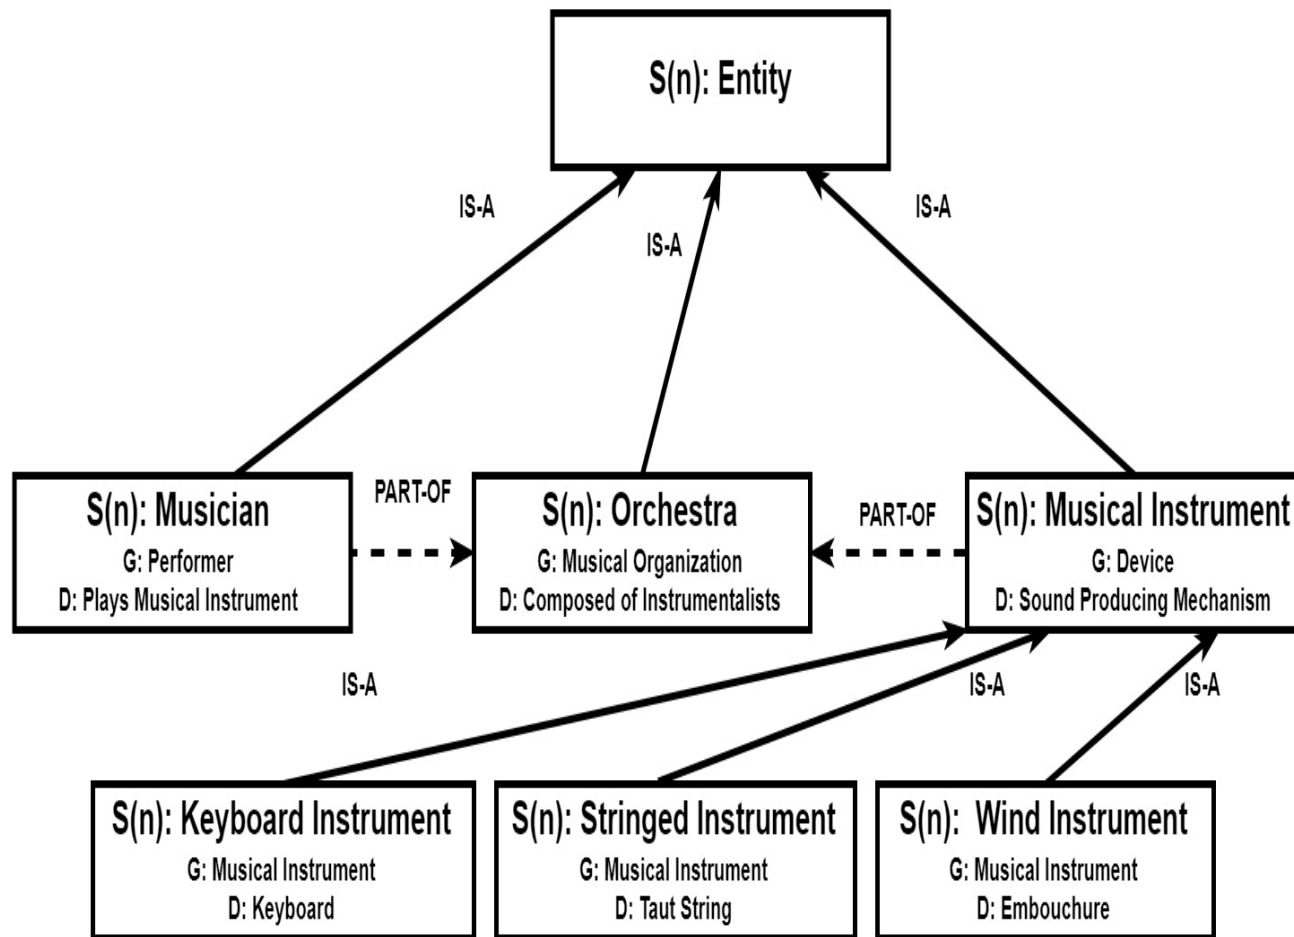 S(n): Entity
IS-A
IS-A
IS-A
S(n): Musician
G: Performer
D: Plays Musical Instrument
PART-OF
S(n): Orchestra
G: Musical Organization
D: Composed of Instrumentalists
PART-OF
S(n): Musical Instrument
G: Device
D: Sound Producing Mechanism
IS-A
IS-A
IS-A
S(n): Keyboard Instrument
G: Musical Instrument
D: Keyboard
S(n): Stringed Instrument
G: Musical Instrument
D: Taut String
S(n): Wind Instrument
G: Musical Instrument
D: Embouchure